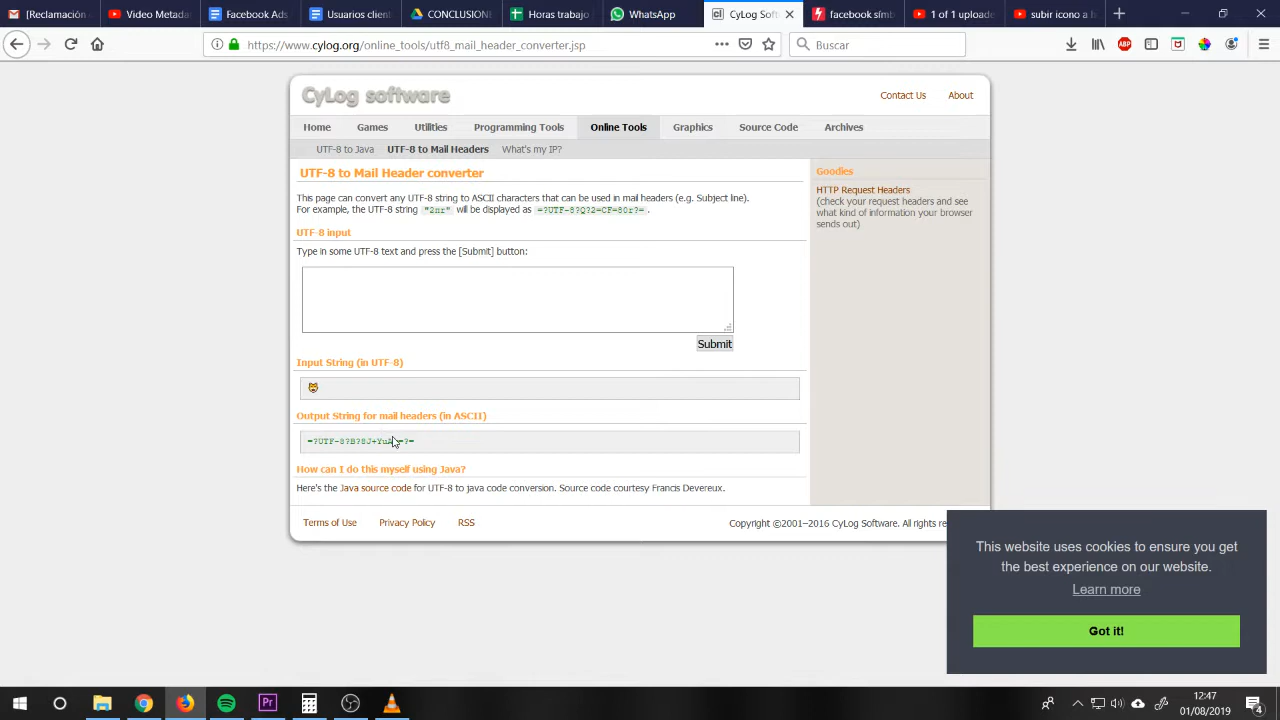 [Reclamación
Video Metada
Facebook Ads
Usuarios client
CONCLUSION
Horas trabajo
WhatsApp
CyLog Soft
facebook símb
1 of 1 uploade
subir icono a h
https://www.cylog.org/online_tools/utf8_mail_header_converter.jsp
Buscar
CyLog software
Contact Us
About
Home
Games
Utilities
Programming Tools
Online Tools
Graphics
Source Code
Archives
UTF-8 to Java
UTF-8 to Mail Headers
What's my IP?
UTF-8 to Mail Header converter
This page can convert any UTF-8 string to ASCII characters that can be used in mail headers (e.g. Subject line).
For example, the UTF-8 string "2πr" will be displayed as =?UTF-8?Q?2=CF=80r?= .
UTF-8 input
Type in some UTF-8 text and press the [Submit] button:
Submit
Input String (in UTF-8)
Output String for mail headers (in ASCII)
How can I do this myself using Java?
Here's the Java source code for UTF-8 to java code conversion. Source code courtesy Francis Devereux.
Goodies
HTTP Request Headers
(check your request headers and see
what kind of information your browser
sends out)
Terms of Use
Privacy Policy
RSS
Copyright ©2001–2016 CyLog Software. All rights re
This website uses cookies to ensure you get
the best experience on our website.
Learn more
Got it!
ABP
Pr
12:47
01/08/2019
4